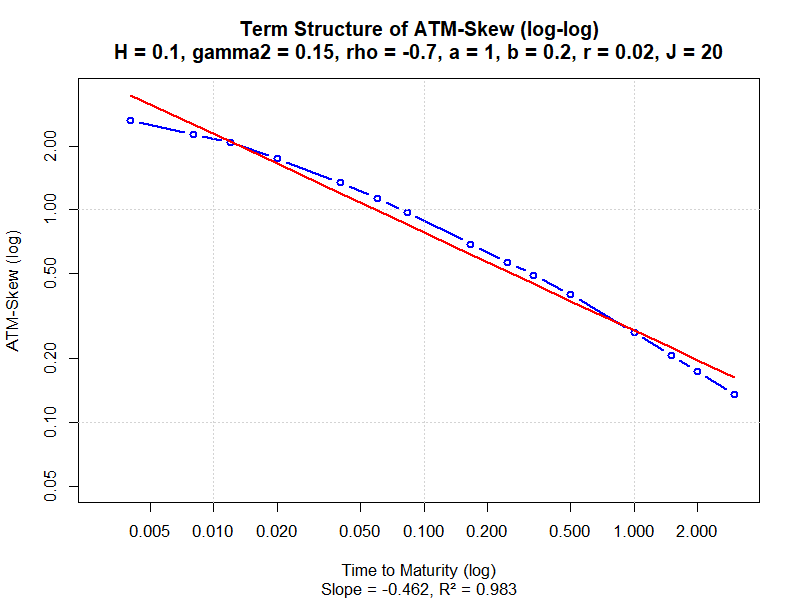 Term Structure of ATM-Skew (log-log)
H = 0.1, gamma2 = 0.15, rho = -0.7, a = 1, b = 0.2, r = 0.02, J = 20
ATM-Skew (log)
2.00
1.00
0.50
0.20
0.10
0.05
0.005 0.010 0.020 0.050 0.100 0.200 0.500 1.000 2.000
Time to Maturity (log)
Slope = -0.462, R² = 0.983